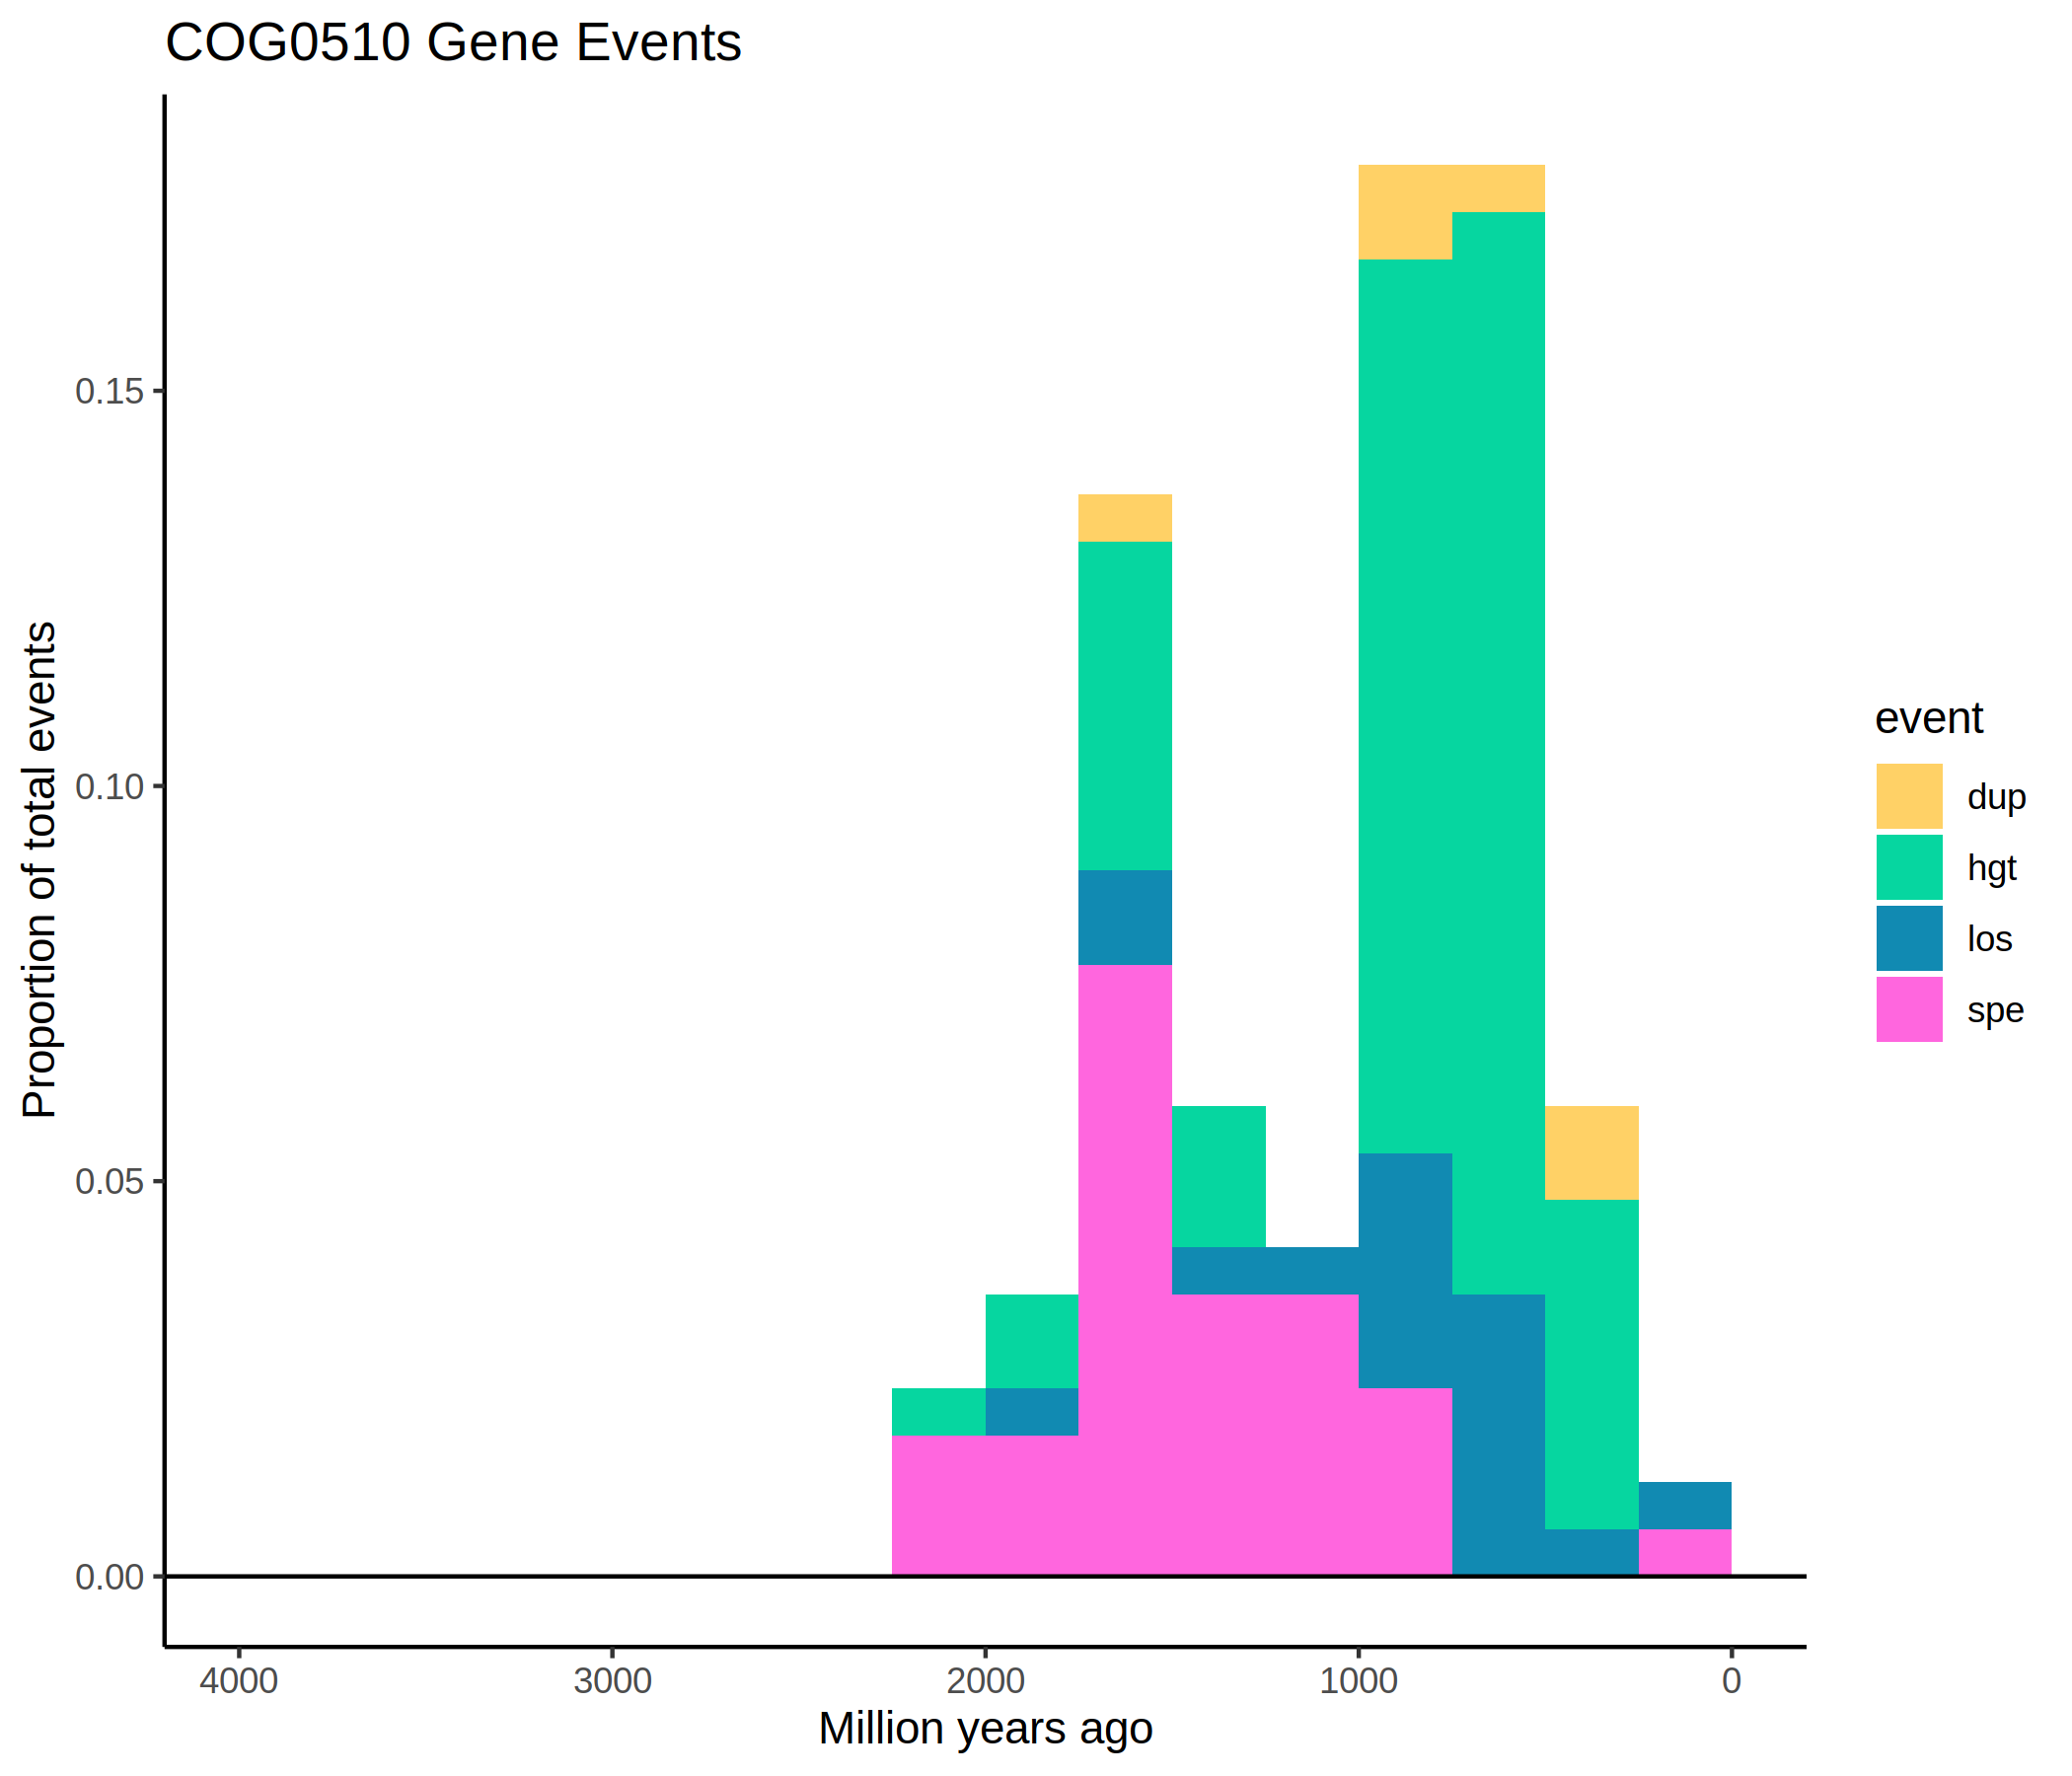 COG0510 Gene Events
Proportion of total events
0.15
0.10
0.05
0.00
4000 3000 2000 1000 0
Million years ago
event
dup
hgt
los
spe